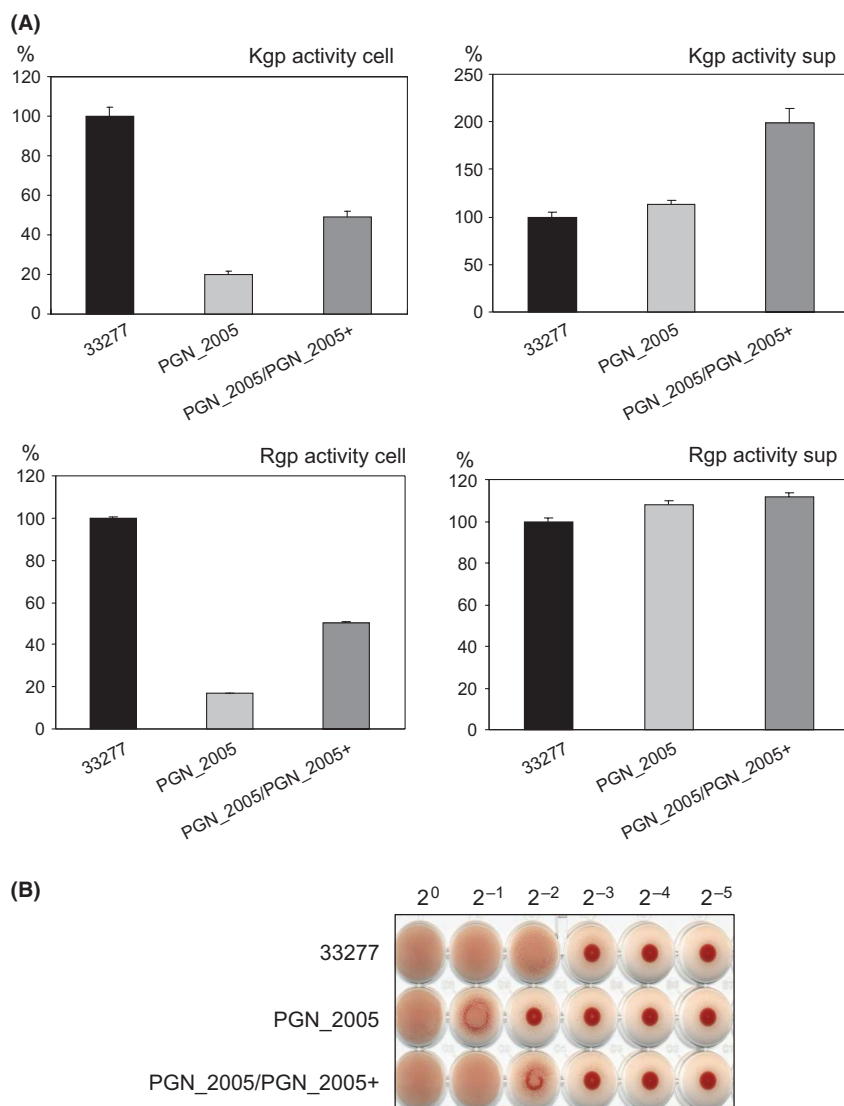 (A)
% Kgp activity cell
120
100
80
60
40
20
0
33277
PGN_2005
PGN_2005/PGN_2005+
% Kgp activity sup
250
200
150
100
50
0
33277
PGN_2005
PGN_2005/PGN_2005+
% Rgp activity cell
120
100
80
60
40
20
0
33277
PGN_2005
PGN_2005/PGN_2005+
% Rgp activity sup
120
100
80
60
40
20
0
33277
PGN_2005
PGN_2005/PGN_2005+
(B)
2⁰ 2⁻¹ 2⁻² 2⁻³ 2⁻⁴ 2⁻⁵
33277
PGN_2005
PGN_2005/PGN_2005+